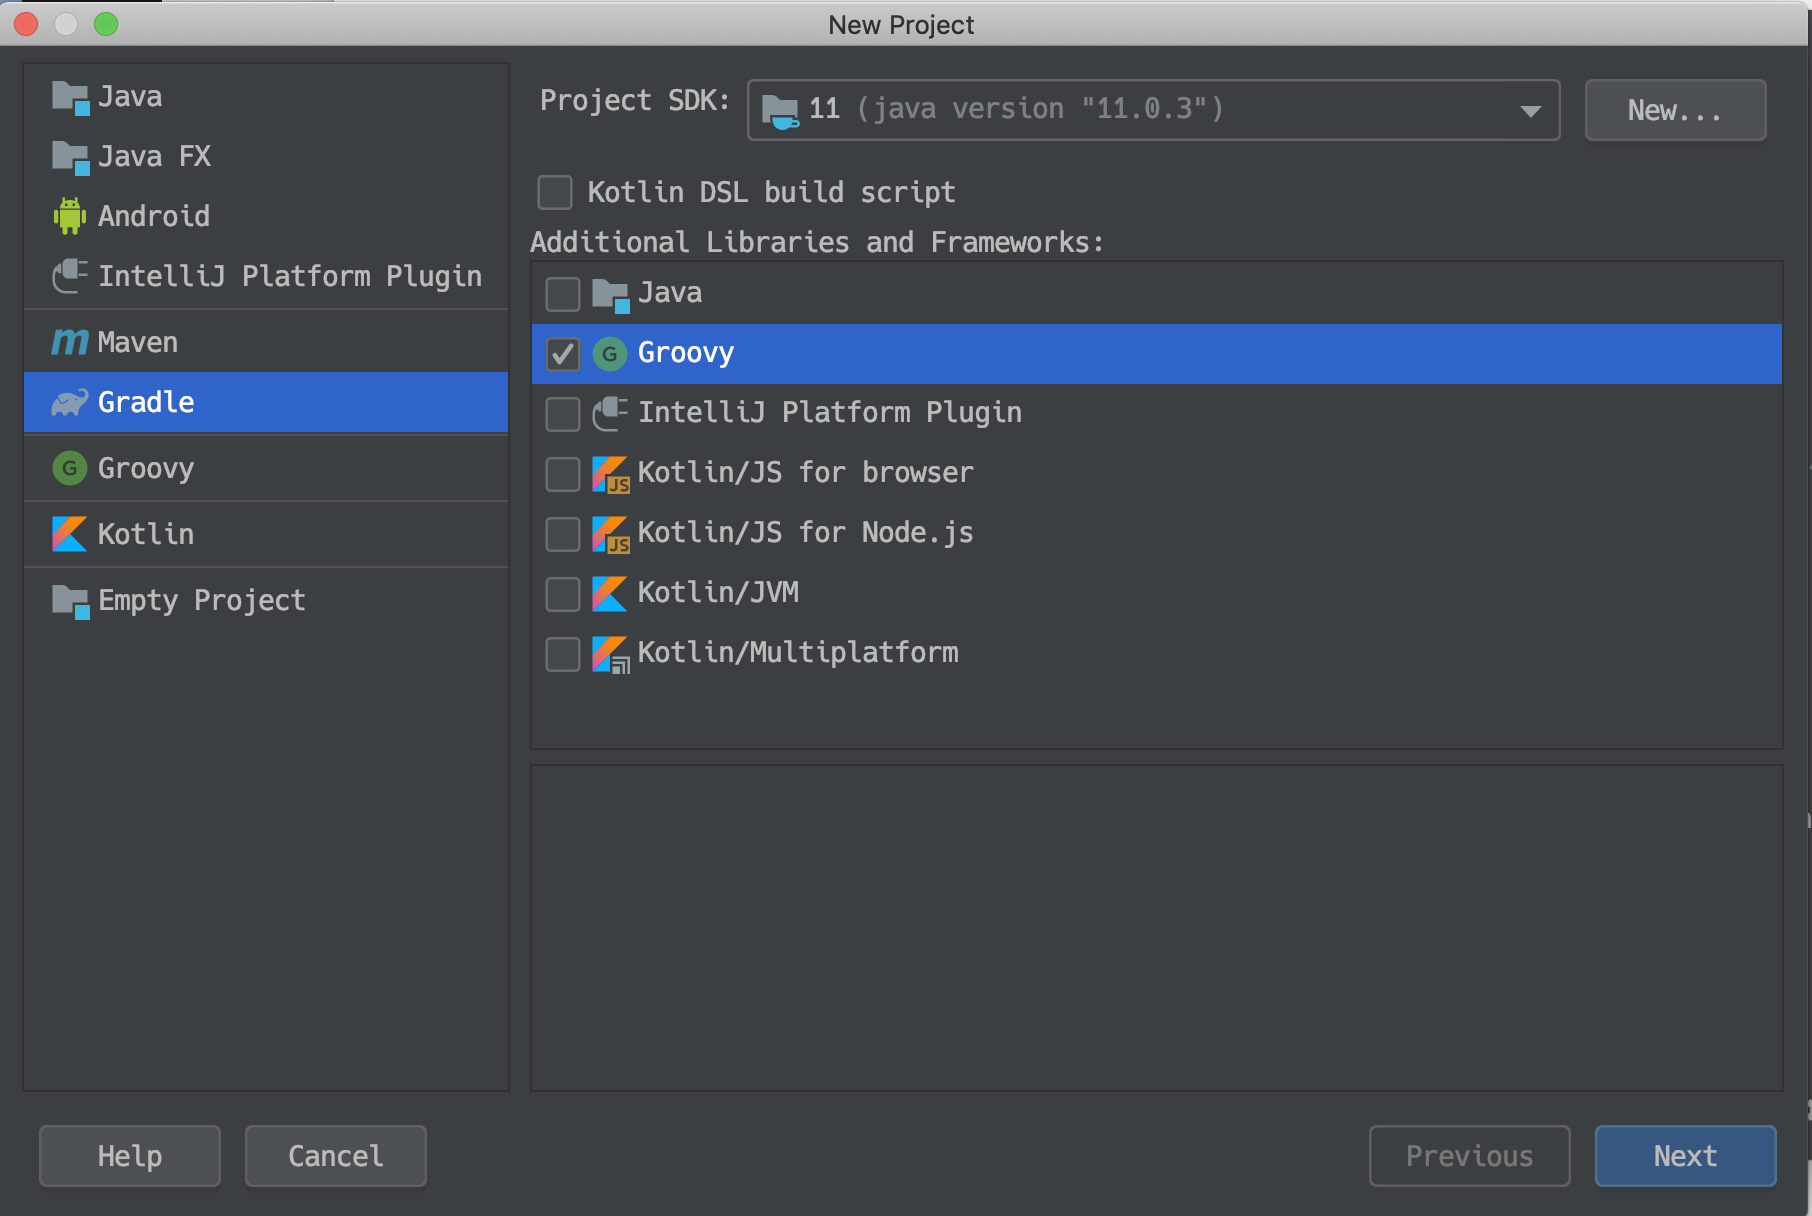 New Project
Java
Java FX
Android
IntelliJ Platform Plugin
m Maven
Gradle
G Groovy
Kotlin
Empty Project
Project SDK: 11 (java version "11.0.3") New...
Kotlin DSL build script
Additional Libraries and Frameworks:
Java
G Groovy
IntelliJ Platform Plugin
JS Kotlin/JS for browser
JS Kotlin/JS for Node.js
Kotlin/JVM
Kotlin/Multiplatform
Help Cancel Previous Next